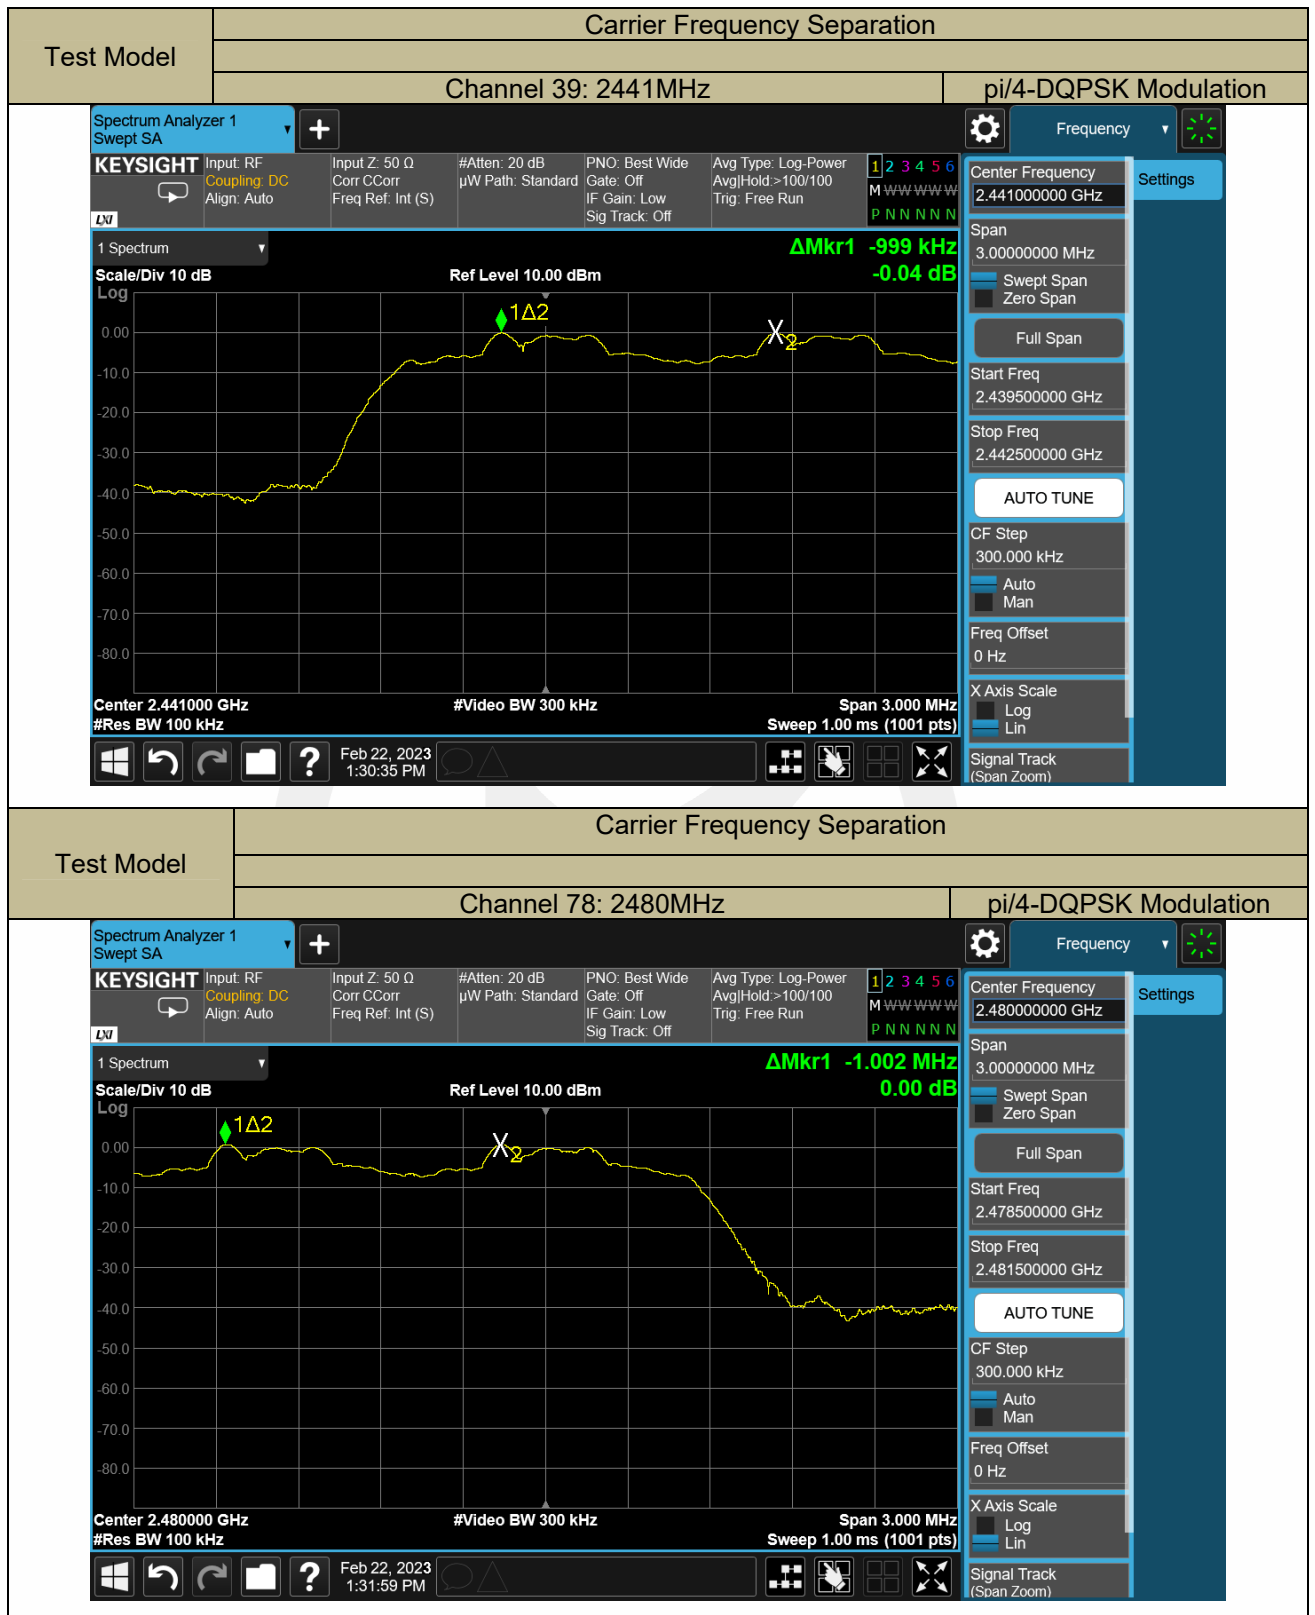 Test Model
Carrier Frequency Separation
Channel 39: 2441MHz
pi/4-DQPSK Modulation
Spectrum Analyzer 1
Swept SA
Frequency
KEYSIGHT
LXI
Input: RF
Coupling: DC
Align: Auto
Input Z: 50 Ω
Corr CCorr
Freq Ref: Int (S)
#Atten: 20 dB
µW Path: Standard
PNO: Best Wide
Gate: Off
IF Gain: Low
Sig Track: Off
Avg Type: Log-Power
Avg|Hold:>100/100
Trig: Free Run
1 2 3 4 5 6
M W W W W W
P N N N N N
1 Spectrum
Scale/Div 10 dB
Log
Ref Level 10.00 dBm
ΔMkr1 -999 kHz
-0.04 dB
1Δ2
X2
0.00
-10.0
-20.0
-30.0
-40.0
-50.0
-60.0
-70.0
-80.0
Center 2.441000 GHz
#Res BW 100 kHz
#Video BW 300 kHz
Span 3.000 MHz
Sweep 1.00 ms (1001 pts)
Feb 22, 2023
1:30:35 PM
Center Frequency
2.441000000 GHz
Settings
Span
3.00000000 MHz
Swept Span
Zero Span
Full Span
Start Freq
2.439500000 GHz
Stop Freq
2.442500000 GHz
AUTO TUNE
CF Step
300.000 kHz
Auto
Man
Freq Offset
0 Hz
X Axis Scale
Log
Lin
Signal Track
(Span Zoom)
Test Model
Carrier Frequency Separation
Channel 78: 2480MHz
pi/4-DQPSK Modulation
Spectrum Analyzer 1
Swept SA
Frequency
KEYSIGHT
LXI
Input: RF
Coupling: DC
Align: Auto
Input Z: 50 Ω
Corr CCorr
Freq Ref: Int (S)
#Atten: 20 dB
µW Path: Standard
PNO: Best Wide
Gate: Off
IF Gain: Low
Sig Track: Off
Avg Type: Log-Power
Avg|Hold:>100/100
Trig: Free Run
1 2 3 4 5 6
M W W W W W
P N N N N N
1 Spectrum
Scale/Div 10 dB
Log
Ref Level 10.00 dBm
ΔMkr1 -1.002 MHz
0.00 dB
1Δ2
X2
0.00
-10.0
-20.0
-30.0
-40.0
-50.0
-60.0
-70.0
-80.0
Center 2.480000 GHz
#Res BW 100 kHz
#Video BW 300 kHz
Span 3.000 MHz
Sweep 1.00 ms (1001 pts)
Feb 22, 2023
1:31:59 PM
Center Frequency
2.480000000 GHz
Settings
Span
3.00000000 MHz
Swept Span
Zero Span
Full Span
Start Freq
2.478500000 GHz
Stop Freq
2.481500000 GHz
AUTO TUNE
CF Step
300.000 kHz
Auto
Man
Freq Offset
0 Hz
X Axis Scale
Log
Lin
Signal Track
(Span Zoom)